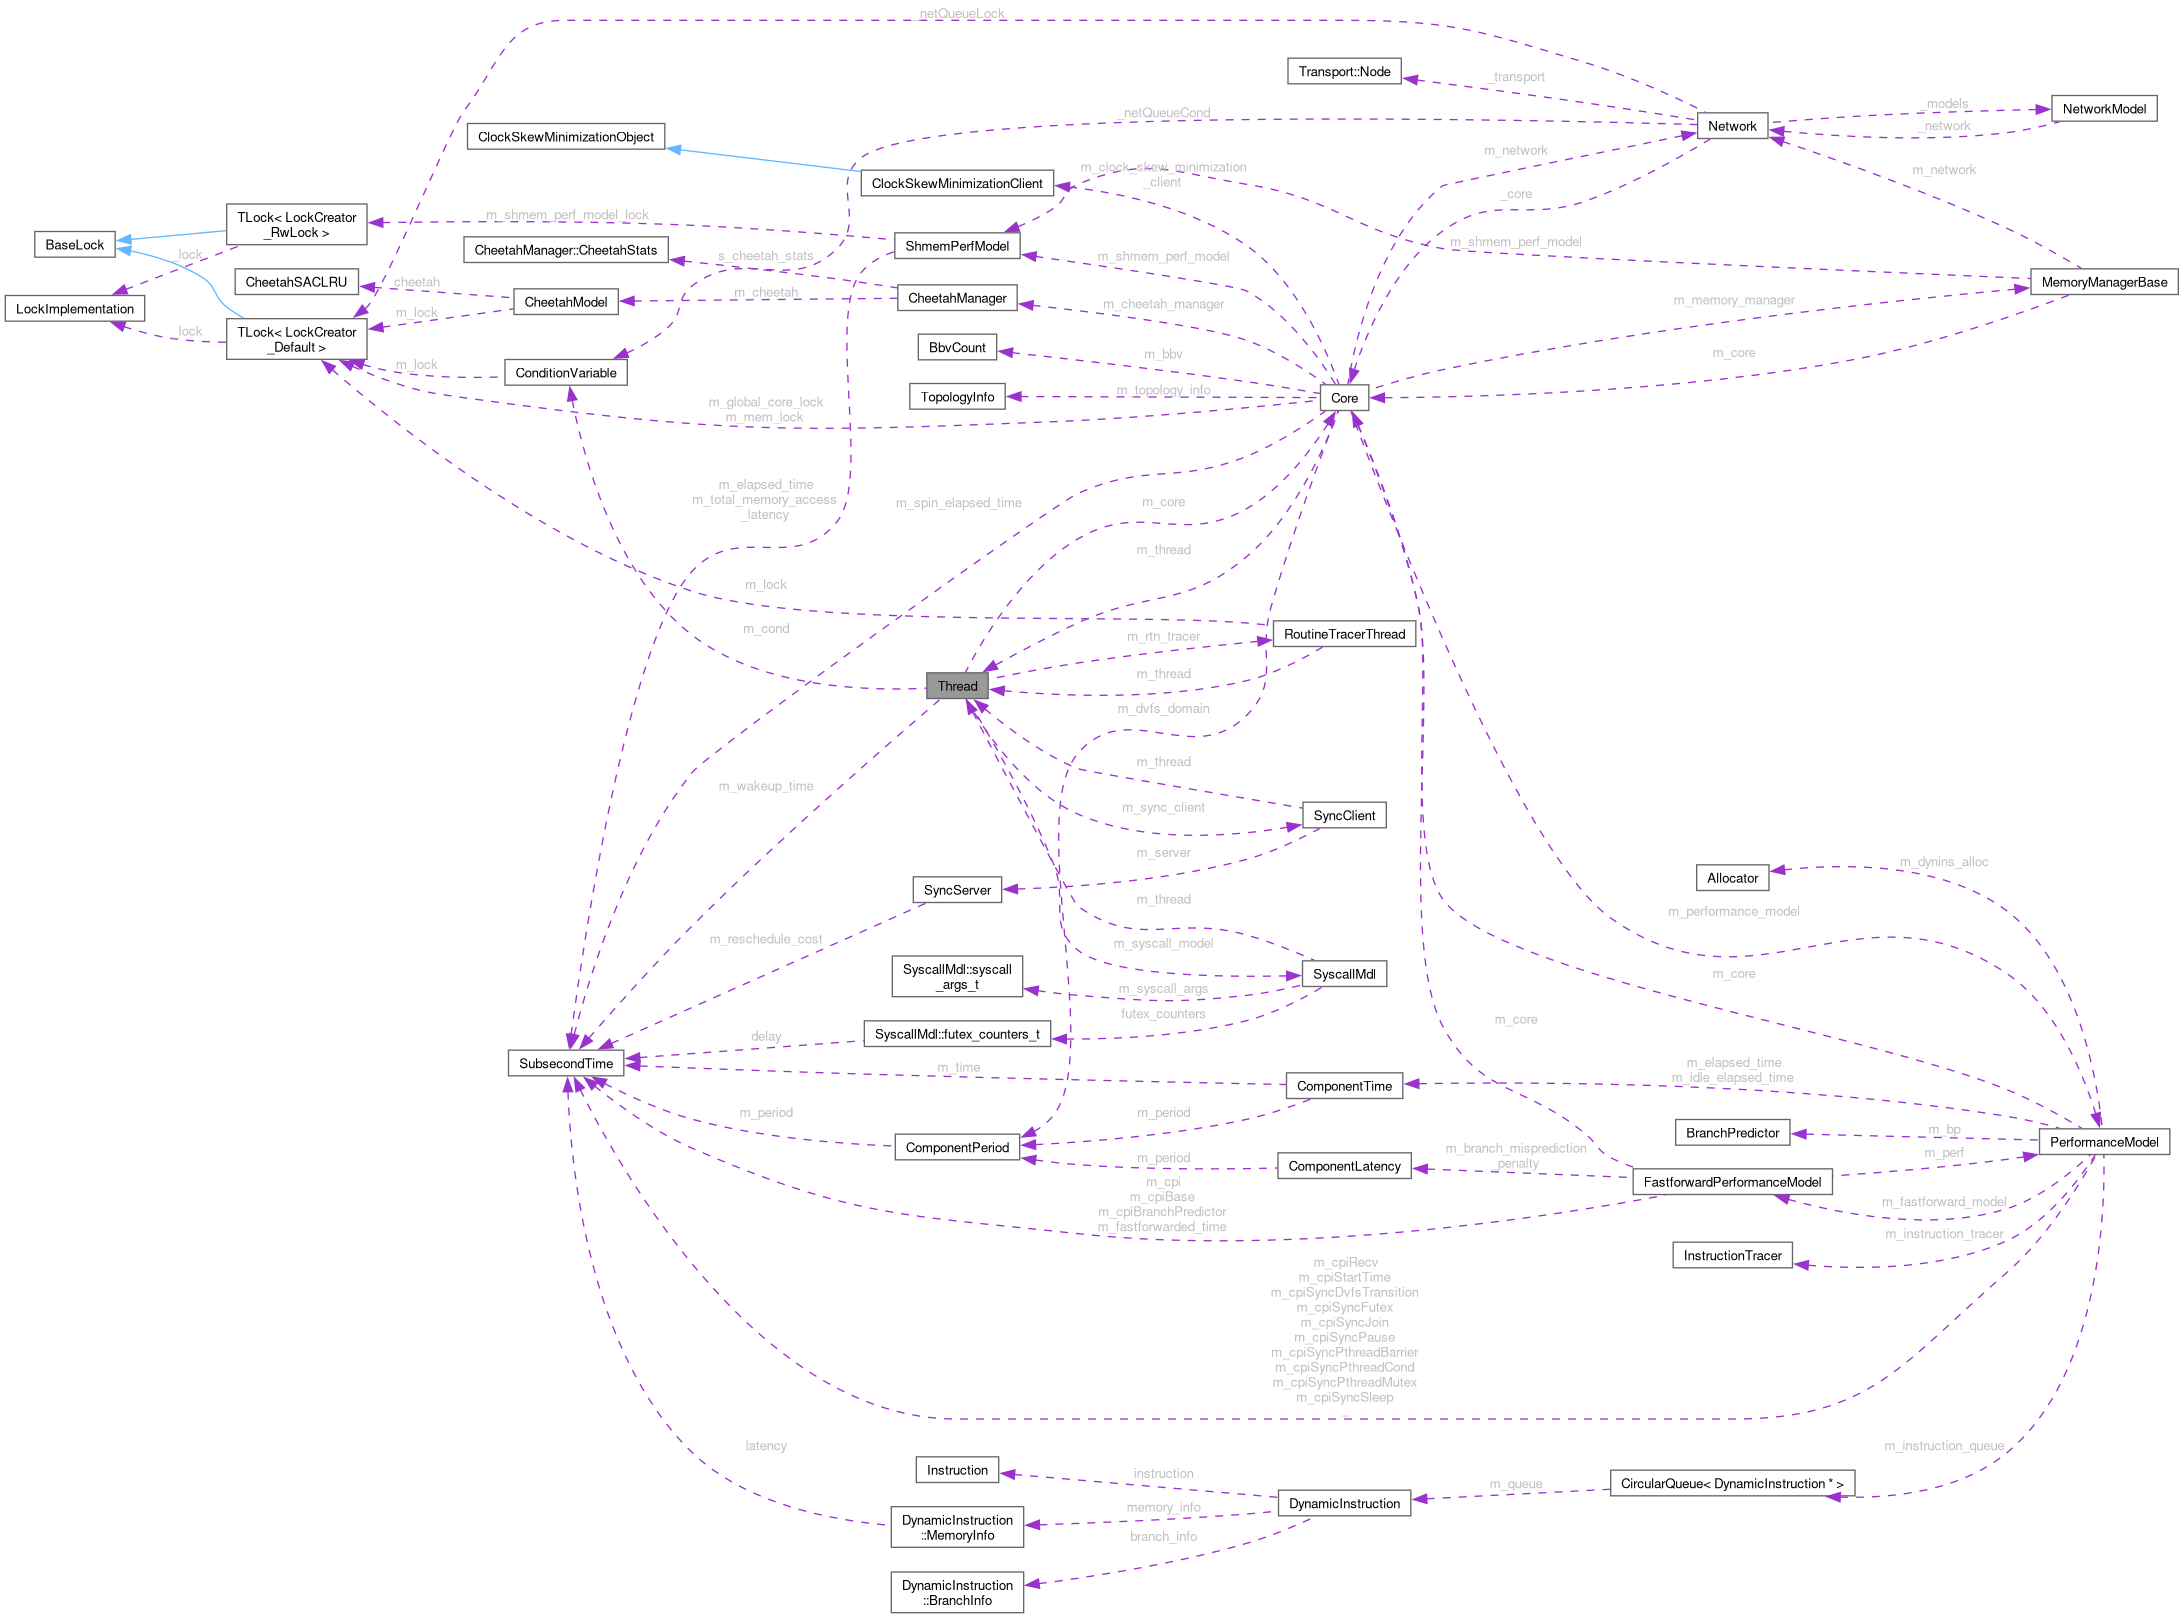 _netQueueLock
Transport::Node
_transport
_netQueueCond
_models
NetworkModel
Network
_network
ClockSkewMinimizationObject
m_network
m_clock_skew_minimization
_client
m_network
ClockSkewMinimizationClient
_core
TLock< LockCreator
_RwLock >
m_shmem_perf_model_lock
BaseLock
ShmemPerfModel
m_shmem_perf_model
CheetahManager::CheetahStats
s_cheetah_stats
m_shmem_perf_model
_lock
CheetahSACLRU
cheetah
MemoryManagerBase
CheetahModel
m_cheetah
CheetahManager
m_cheetah_manager
m_memory_manager
LockImplementation
m_lock
_lock
TLock< LockCreator
_Default >
BbvCount
m_bbv
m_core
m_lock
ConditionVariable
TopologyInfo
m_topology_info
Core
m_global_core_lock
m_mem_lock
m_elapsed_time
m_total_memory_access
_latency
m_spin_elapsed_time
m_core
m_thread
m_lock
m_cond
m_rtn_tracer
RoutineTracerThread
Thread
m_thread
m_dvfs_domain
m_thread
m_wakeup_time
m_sync_client
SyncClient
m_server
SyncServer
m_thread
Allocator
m_dynins_alloc
m_performance_model
m_reschedule_cost
m_syscall_model
SyscallMdl::syscall
_args_t
m_syscall_args
SyscallMdl
m_core
futex_counters
m_core
SyscallMdl::futex_counters_t
delay
SubsecondTime
m_time
ComponentTime
m_elapsed_time
m_idle_elapsed_time
m_period
m_period
ComponentPeriod
BranchPredictor
m_bp
PerformanceModel
m_period
ComponentLatency
m_branch_misprediction
_penalty
m_perf
FastforwardPerformanceModel
m_cpi
m_cpiBase
m_cpiBranchPredictor
m_fastforwarded_time
m_fastforward_model
m_instruction_tracer
InstructionTracer
m_cpiRecv
m_cpiStartTime
m_cpiSyncDvfsTransition
m_cpiSyncFutex
m_cpiSyncJoin
m_cpiSyncPause
m_cpiSyncPthreadBarrier
m_cpiSyncPthreadCond
m_cpiSyncPthreadMutex
m_cpiSyncSleep
...
latency
m_instruction_queue
Instruction
instruction
m_queue
CircularQueue< DynamicInstruction * >
memory_info
DynamicInstruction
DynamicInstruction
::MemoryInfo
branch_info
DynamicInstruction
::BranchInfo